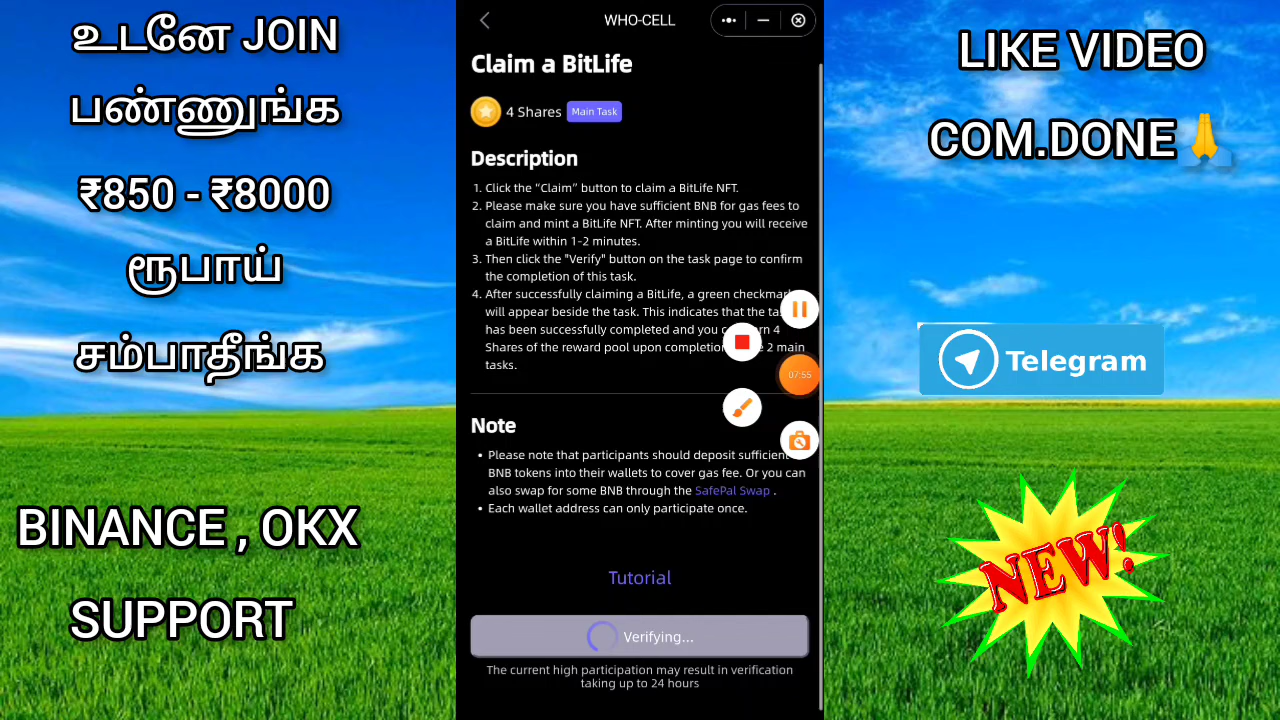 உடனே JOIN
பண்ணுங்க
₹850 - ₹8000
ரூபாய்
சம்பாதீங்க
BINANCE , OKX
SUPPORT
WHO-CELL
Claim a BitLife
4 Shares Main Task
Description
1. Click the “Claim” button to claim a BitLife NFT.
2. Please make sure you have sufficient BNB for gas fees to
claim and mint a BitLife NFT. After minting you will receive
a BitLife within 1-2 minutes.
3. Then click the "Verify" button on the task page to confirm
the completion of this task.
4. After successfully claiming a BitLife, a green checkmark
will appear beside the task. This indicates that the
has been successfully completed and you 4
Shares of the reward pool upon completion 2 main
tasks.
07:55
Note
• Please note that participants should deposit sufficient
BNB tokens into their wallets to cover gas fee. Or you can
also swap for some BNB through the SafePal Swap .
• Each wallet address can only participate once.
Tutorial
Verifying...
The current high participation may result in verification
taking up to 24 hours
LIKE VIDEO
COM.DONE🙏
Telegram
NEW!